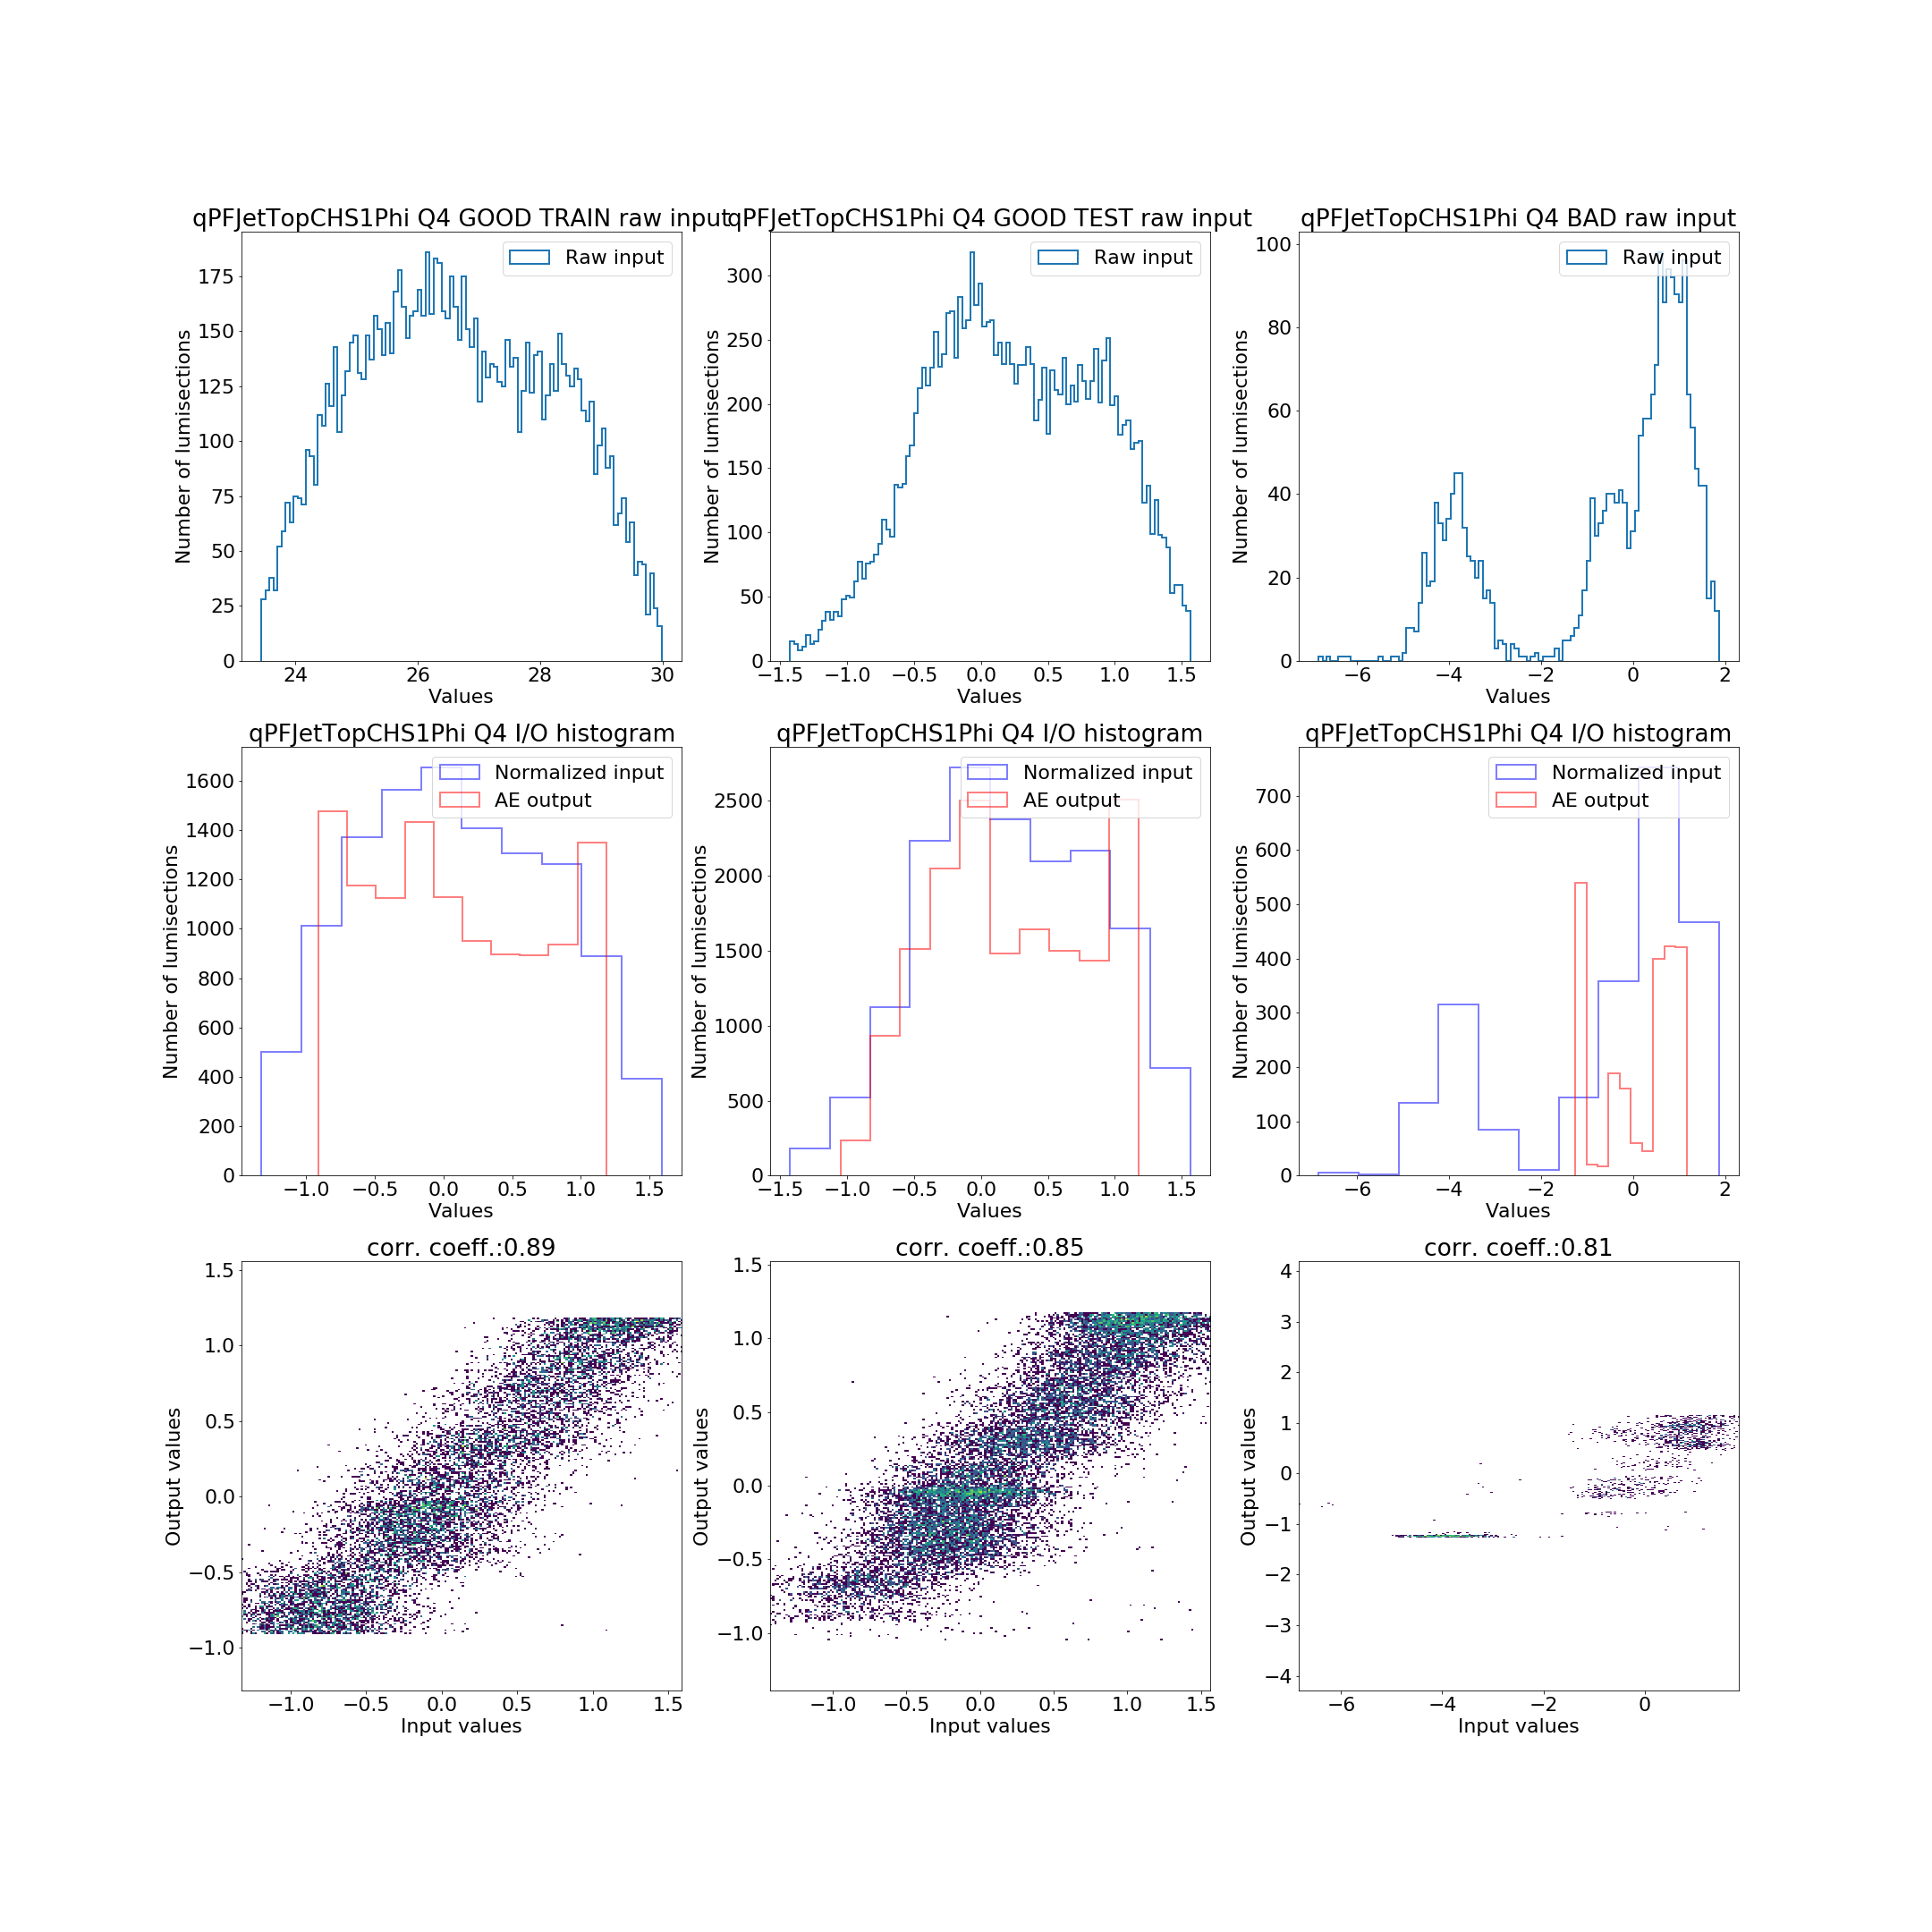 qPFJetTopCHS1Phi Q4 GOOD TRAIN raw input
qPFJetTopCHS1Phi Q4 GOOD TEST raw input
qPFJetTopCHS1Phi Q4 BAD raw input
Raw input
Raw input
Raw input
Number of lumisections
175
150
125
100
75
50
25
0
24 26 28 30
Values
Number of lumisections
300
250
200
150
100
50
0
−1.5 −1.0 −0.5 0.0 0.5 1.0 1.5
Values
Number of lumisections
100
80
60
40
20
0
−6 −4 −2 0 2
Values
qPFJetTopCHS1Phi Q4 I/O histogram
Normalized input
AE output
Number of lumisections
1600
1400
1200
1000
800
600
400
200
0
−1.0 −0.5 0.0 0.5 1.0 1.5
Values
qPFJetTopCHS1Phi Q4 I/O histogram
Normalized input
AE output
Number of lumisections
2500
2000
1500
1000
500
0
−1.5 −1.0 −0.5 0.0 0.5 1.0 1.5
Values
qPFJetTopCHS1Phi Q4 I/O histogram
Normalized input
AE output
Number of lumisections
700
600
500
400
300
200
100
0
−6 −4 −2 0 2
Values
corr. coeff.:0.89
Output values
1.5
1.0
0.5
0.0
−0.5
−1.0
−1.0 −0.5 0.0 0.5 1.0 1.5
Input values
corr. coeff.:0.85
Output values
1.5
1.0
0.5
0.0
−0.5
−1.0
−1.0 −0.5 0.0 0.5 1.0 1.5
Input values
corr. coeff.:0.81
Output values
4
3
2
1
0
−1
−2
−3
−4
−6 −4 −2 0
Input values